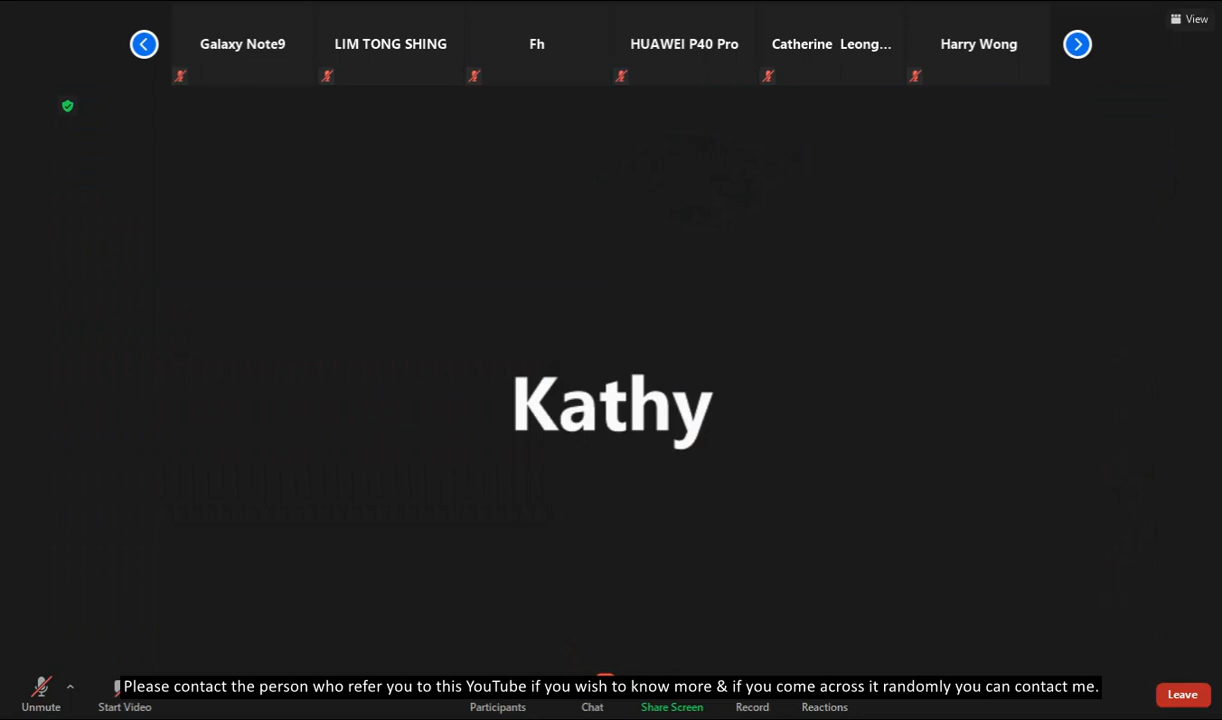 View
Galaxy Note9
LIM TONG SHING
Fh
HUAWEI P40 Pro
Catherine Leong...
Harry Wong
Kathy
Please contact the person who refer you to this YouTube if you wish to know more & if you come across it randomly you can contact me.
Unmute
Start Video
Participants
Chat
Share Screen
Record
Reactions
Leave